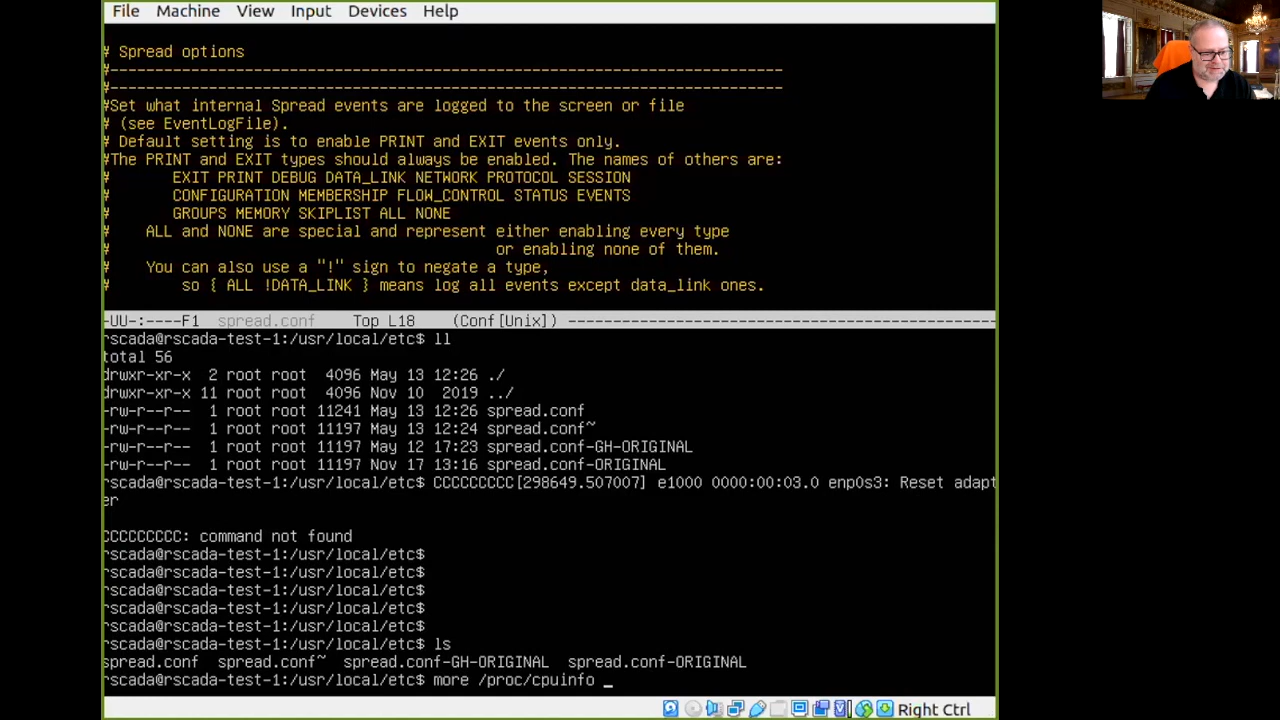 File Machine View Input Devices Help
# Spread options
#---------------------------------------------------------------------------
#---------------------------------------------------------------------------
#Set what internal Spread events are logged to the screen or file
# (see EventLogFile).
# Default setting is to enable PRINT and EXIT events only.
#The PRINT and EXIT types should always be enabled. The names of others are:
# EXIT PRINT DEBUG DATA_LINK NETWORK PROTOCOL SESSION
# CONFIGURATION MEMBERSHIP FLOW_CONTROL STATUS EVENTS
# GROUPS MEMORY SKIPLIST ALL NONE
# ALL and NONE are special and represent either enabling every type
# or enabling none of them.
# You can also use a "!" sign to negate a type,
# so { ALL !DATA_LINK } means log all events except data_link ones.
-UU-:----F1 spread.conf Top L18 (Conf[Unix]) ------------------------------------------------
rscada@rscada-test-1:/usr/local/etc$ ll
total 56
drwxr-xr-x 2 root root 4096 May 13 12:26 ./
drwxr-xr-x 11 root root 4096 Nov 10 2019 ../
-rw-r--r-- 1 root root 11241 May 13 12:26 spread.conf
-rw-r--r-- 1 root root 11197 May 13 12:24 spread.conf~
-rw-r--r-- 1 root root 11197 May 12 17:23 spread.conf-GH-ORIGINAL
-rw-r--r-- 1 root root 11197 Nov 17 13:16 spread.conf-ORIGINAL
rscada@rscada-test-1:/usr/local/etc$ CCCCCCCCC[298649.507007] e1000 0000:00:03.0 enp0s3: Reset adapt
er
CCCCCCCCC: command not found
rscada@rscada-test-1:/usr/local/etc$
rscada@rscada-test-1:/usr/local/etc$
rscada@rscada-test-1:/usr/local/etc$
rscada@rscada-test-1:/usr/local/etc$
rscada@rscada-test-1:/usr/local/etc$
rscada@rscada-test-1:/usr/local/etc$ ls
spread.conf spread.conf~ spread.conf-GH-ORIGINAL spread.conf-ORIGINAL
rscada@rscada-test-1:/usr/local/etc$ more /proc/cpuinfo _
Right Ctrl